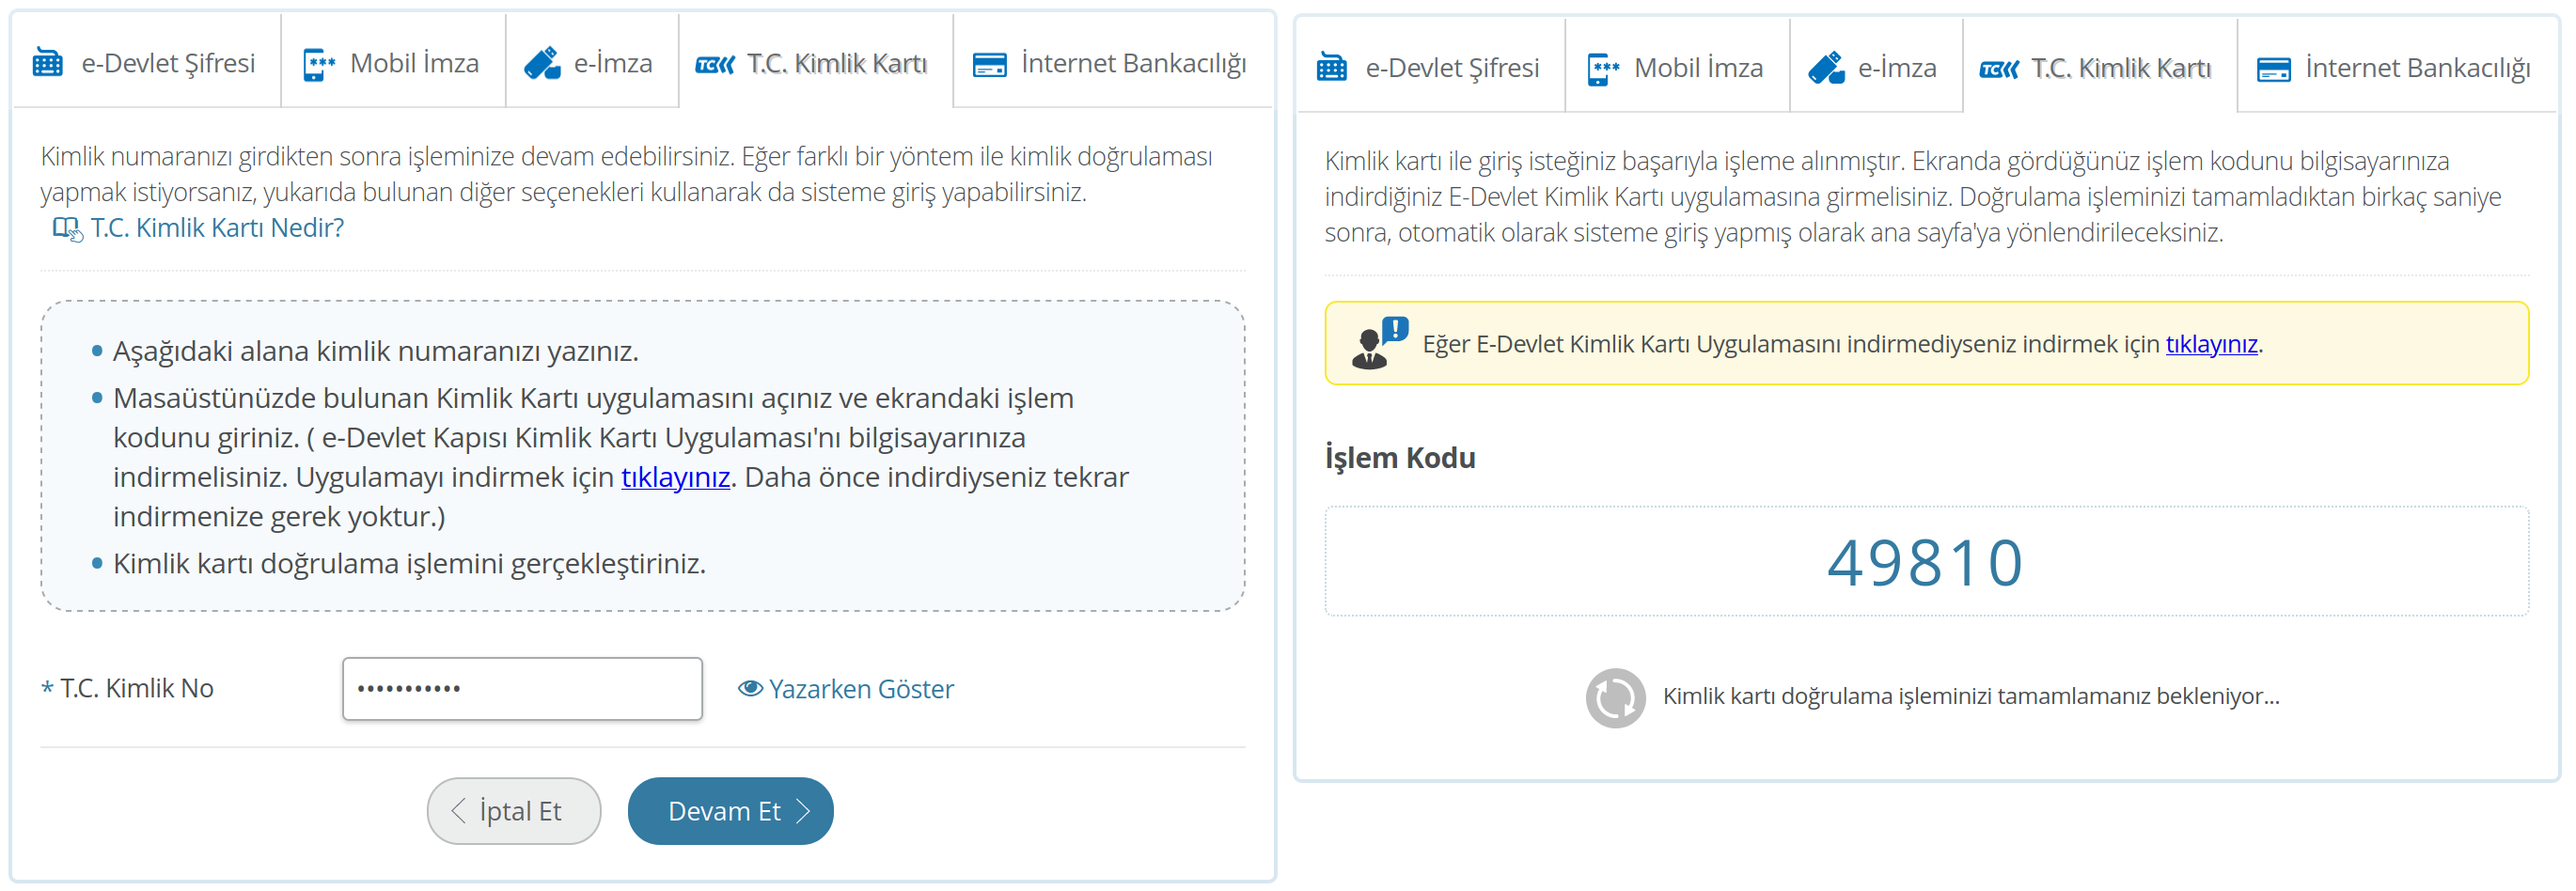 e-Devlet Şifresi
Mobil İmza
e-İmza
T.C. Kimlik Kartı
İnternet Bankacılığı
Kimlik numaranızı girdikten sonra işleminize devam edebilirsiniz. Eğer farklı bir yöntem ile kimlik doğrulaması
yapmak istiyorsanız, yukarıda bulunan diğer seçenekleri kullanarak da sisteme giriş yapabilirsiniz.
T.C. Kimlik Kartı Nedir?
• Aşağıdaki alana kimlik numaranızı yazınız.
• Masaüstünüzde bulunan Kimlik Kartı uygulamasını açınız ve ekrandaki işlem
kodunu giriniz. ( e-Devlet Kapısı Kimlik Kartı Uygulaması'nı bilgisayarınıza
indirmelisiniz. Uygulamayı indirmek için tıklayınız. Daha önce indirdiyseniz tekrar
indirmenize gerek yoktur.)
• Kimlik kartı doğrulama işlemini gerçekleştiriniz.
* T.C. Kimlik No
•••••••••••
Yazarken Göster
İptal Et
Devam Et
e-Devlet Şifresi
Mobil İmza
e-İmza
T.C. Kimlik Kartı
İnternet Bankacılığı
Kimlik kartı ile giriş isteğiniz başarıyla işleme alınmıştır. Ekranda gördüğünüz işlem kodunu bilgisayarınıza
indirdiğiniz E-Devlet Kimlik Kartı uygulamasına girmelisiniz. Doğrulama işleminizi tamamladıktan birkaç saniye
sonra, otomatik olarak sisteme giriş yapmış olarak ana sayfa'ya yönlendirileceksiniz.
Eğer E-Devlet Kimlik Kartı Uygulamasını indirmediyseniz indirmek için tıklayınız.
İşlem Kodu
49810
Kimlik kartı doğrulama işleminizi tamamlamanız bekleniyor...